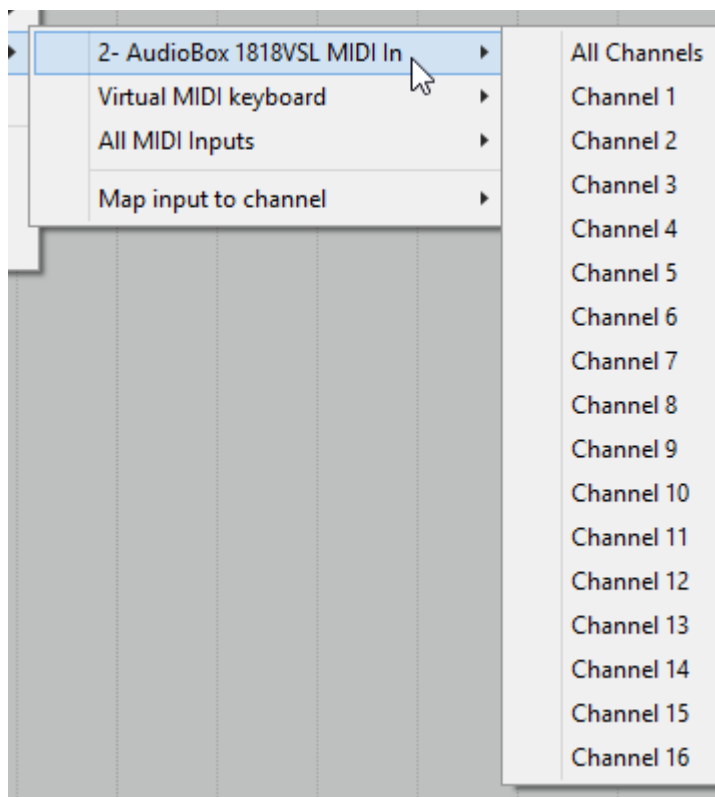 2- AudioBox 1818VSL MIDI In
Virtual MIDI keyboard
All MIDI Inputs
Map input to channel
All Channels
Channel 1
Channel 2
Channel 3
Channel 4
Channel 5
Channel 6
Channel 7
Channel 8
Channel 9
Channel 10
Channel 11
Channel 12
Channel 13
Channel 14
Channel 15
Channel 16